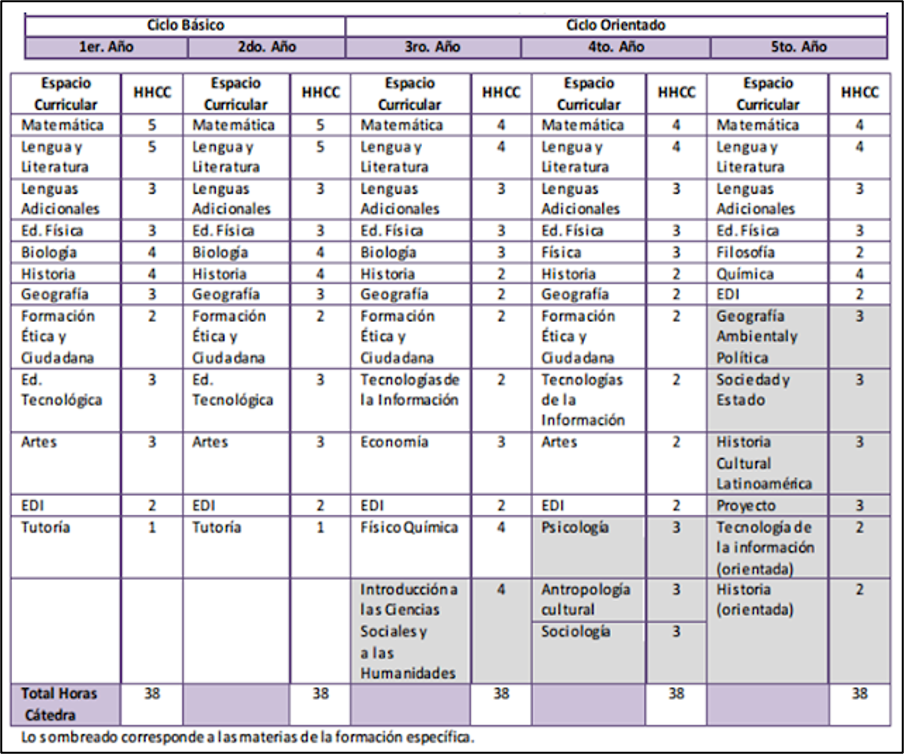 Ciclo Básico Ciclo Orientado
1er. Año 2do. Año 3ro. Año 4to. Año 5to. Año
Espacio HHCC Espacio HHCC Espacio HHCC Espacio HHCC Espacio HHCC
Curricular Curricular Curricular Curricular Curricular
Matemática 5 Matemática 5 Matemática 4 Matemática 4 Matemática 4
Lengua y 5 Lengua y 5 Lengua y 4 Lengua y 4 Lengua y 4
Literatura Literatura Literatura Literatura Literatura
Lenguas 3 Lenguas 3 Lenguas 3 Lenguas 3 Lenguas 3
Adicionales Adicionales Adicionales Adicionales Adicionales
Ed. Física 3 Ed. Física 3 Ed. Física 3 Ed. Física 3 Ed. Física 3
Biología 4 Biología 4 Biología 3 Física 3 Filosofía 2
Historia 4 Historia 4 Historia 2 Historia 2 Química 4
Geografía 3 Geografía 3 Geografía 2 Geografía 2 EDI 2
Formación 2 Formación 2 Formación 2 Formación 2 Geografía 3
Ética y Ética y Ética y Ética y Ambiental y
Ciudadana Ciudadana Ciudadana Ciudadana Política
Ed. 3 Ed. 3 Tecnologías de 2 Tecnologías 2 Sociedad y 3
Tecnológica Tecnológica la Información de la Estado
Información
Artes 3 Artes 3 Economía 3 Artes 2 Historia 3
Cultural
Latinoamérica
EDI 2 EDI 2 EDI 2 EDI 2 Proyecto 3
Tutoría 1 Tutoría 1 Físico Química 4 Psicología 3 Tecnología de 2
la información
(orientada)
Introducción a 4 Antropología 3 Historia 2
las Ciencias cultural (orientada)
Sociales y Sociología 3
a las
Humanidades
Total Horas 38 38 38 38 38
Cátedra
Lo sombreado corresponde a las materias de la formación específica.